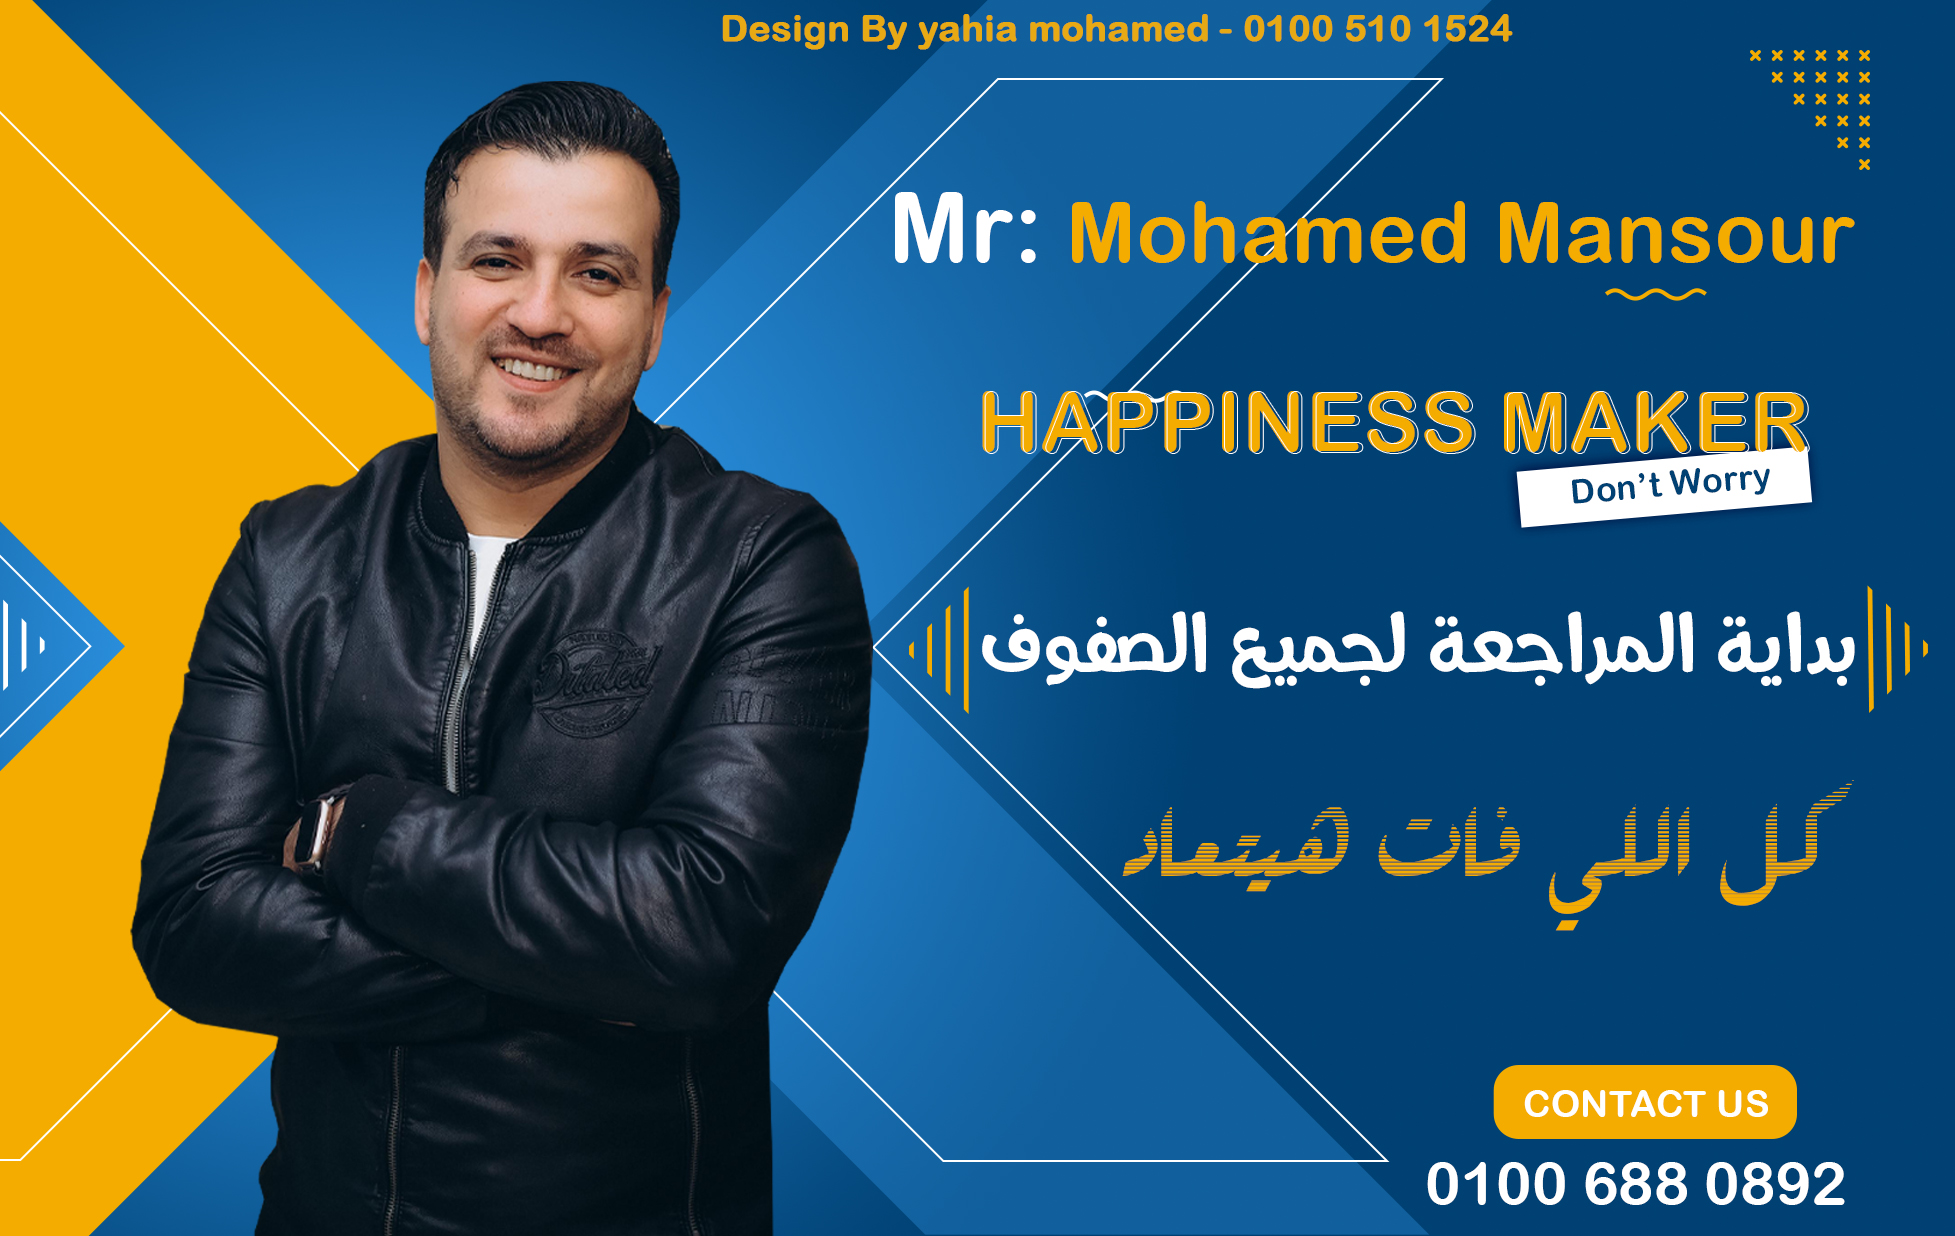 Design By yahia mohamed - 0100 510 1524
Mr: Mohamed Mansour
HAPPINESS MAKER
Don't Worry
بداية المراجعة لجميع الصفوف
كل اللي فات هيتعاد
Dilated
CONTACT US
0100 688 0892